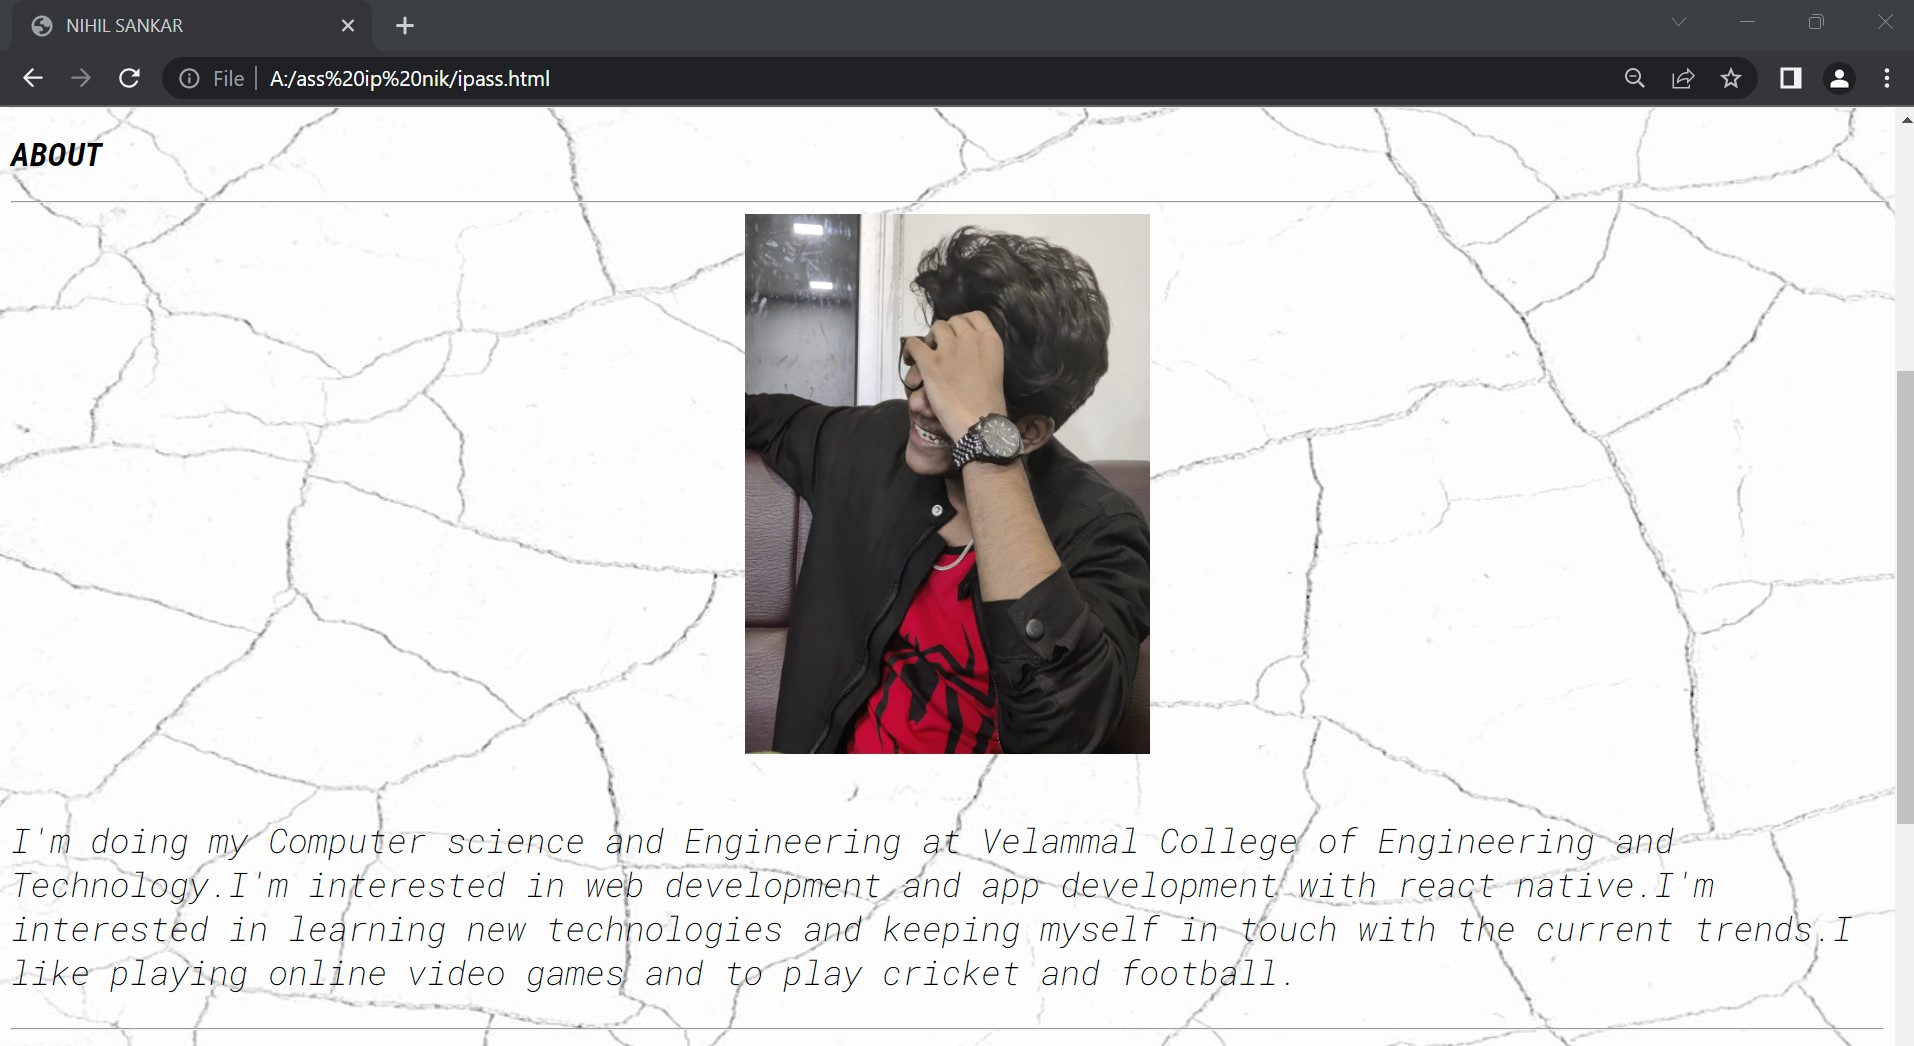 NIHIL SANKAR
File A:/ass%20ip%20nik/ipass.html
ABOUT
I'm doing my Computer science and Engineering at Velammal College of Engineering and
Technology.I'm interested in web development and app development with react native.I'm
interested in learning new technologies and keeping myself in touch with the current trends.I
like playing online video games and to play cricket and football.